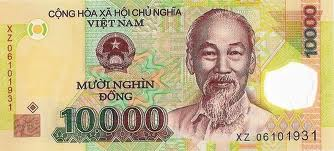 CỘNG HÒA XÃ HỘI CHỦ NGHĨA
VIỆT NAM
XZ 06101931
10000
MƯỜI NGHÌN
ĐỒNG
10000
XZ 06101931